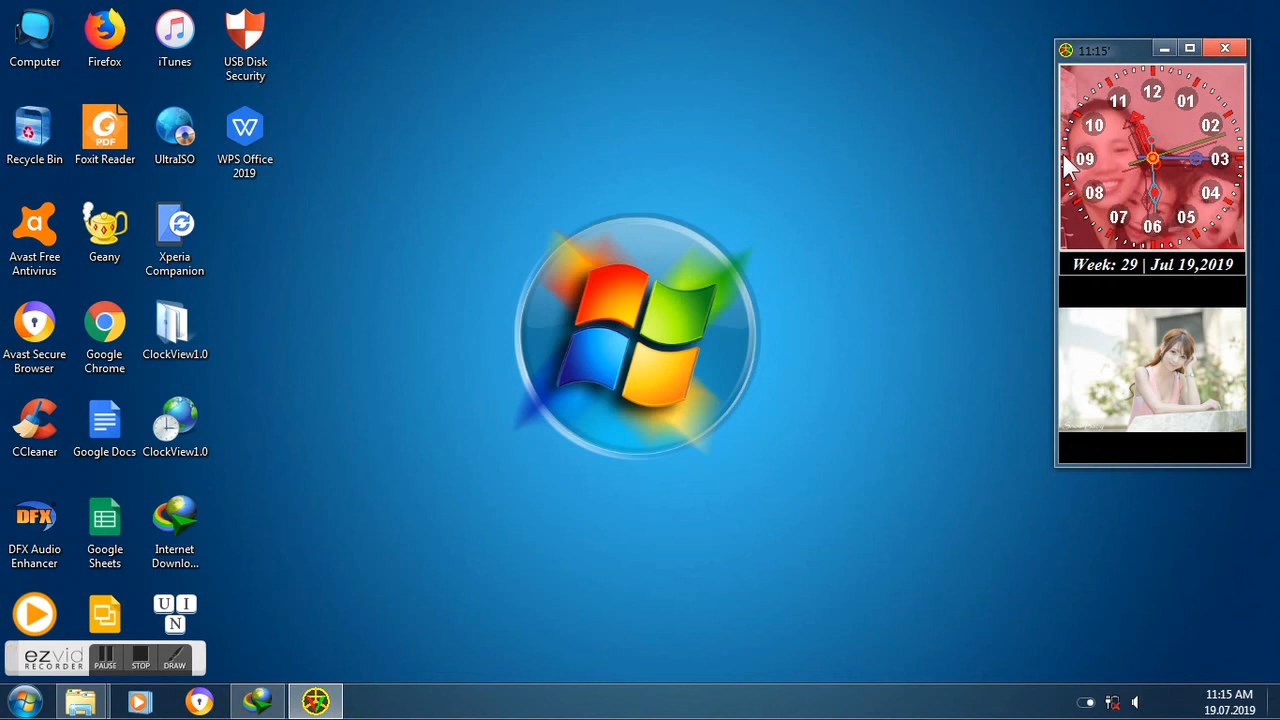 Computer
Firefox
iTunes
USB Disk
Security
Recycle Bin
PDF
Foxit Reader
UltraISO
W
WPS Office
2019
a
Avast Free
Antivirus
Geany
Xperia
Companion
Avast Secure
Browser
Google
Chrome
ClockView1.0
CCleaner
Google Docs
ClockView1.0
DFX
DFX Audio
Enhancer
Google
Sheets
Internet
Downlo...
U I
N
ezvid
RECORDER
PAUSE
STOP
DRAW
11:15'
12
01
02
03
04
05
06
07
08
09
10
11
Week: 29 | Jul 19,2019
11:15 AM
19.07.2019